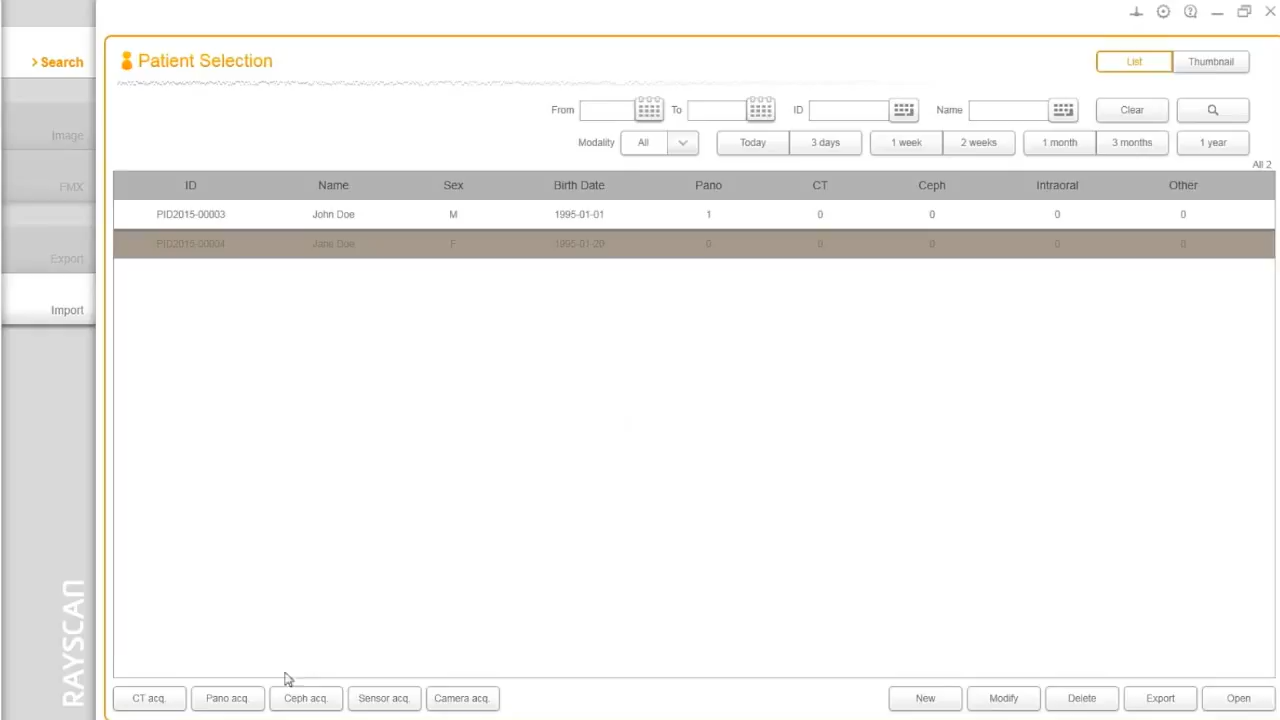 > Search
Image
FMX
Export
Import
RAYSCAN
Patient Selection
List Thumbnail
From To ID Name Clear
Modality All Today 3 days 1 week 2 weeks 1 month 3 months 1 year
All 2
ID Name Sex Birth Date Pano CT Ceph Intraoral Other
PID2015-00003 John Doe M 1995-01-01 1 0 0 0 0
PID2015-00004 Jane Doe F 1995-01-20 0 0 0 0 0
CT acq. Pano acq. Ceph acq. Sensor acq. Camera acq. New Modify Delete Export Open